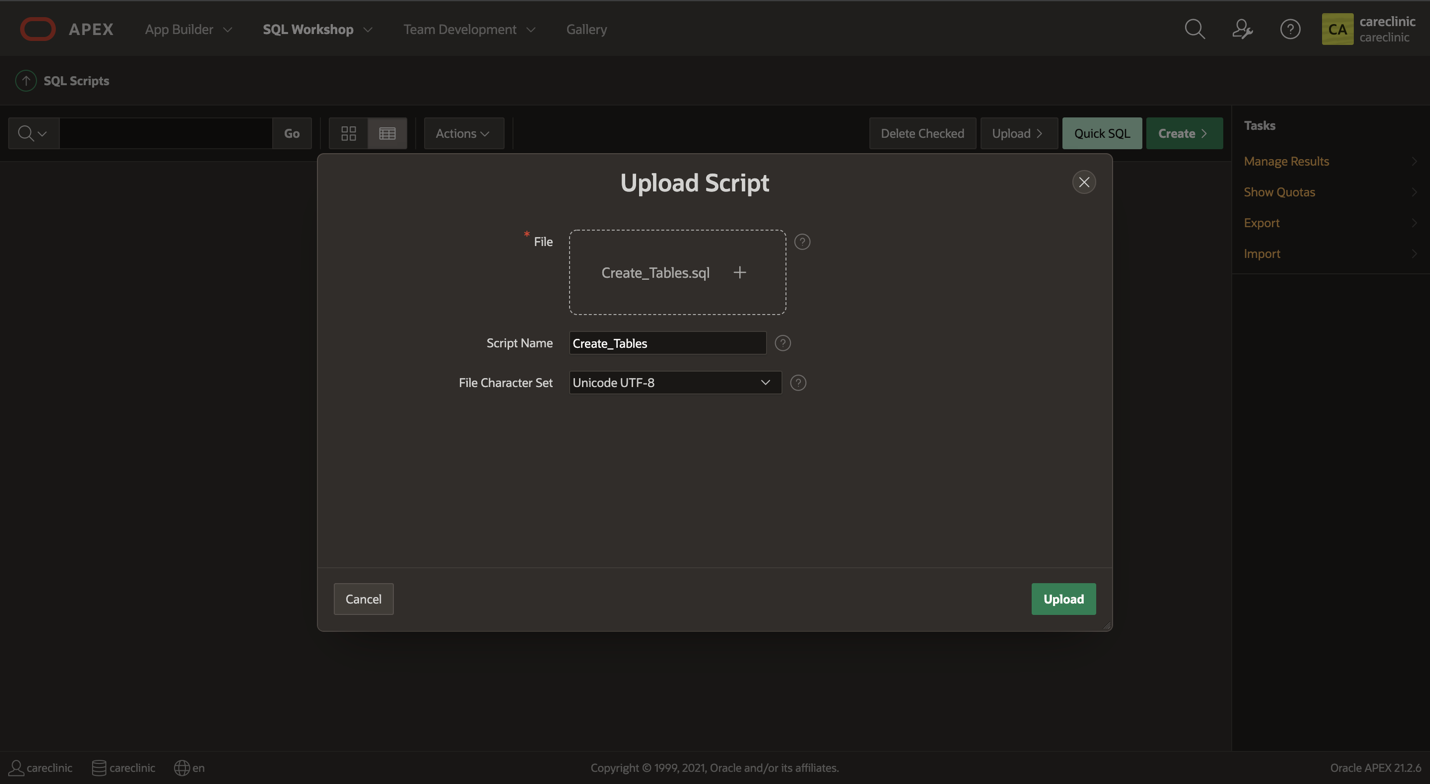 APEX App Builder SQL Workshop Team Development Gallery CA careclinic
careclinic
SQL Scripts
Go Actions Delete Checked Upload Quick SQL Create
Tasks
Manage Results
Show Quotas
Export
Import
Upload Script
* File
Create_Tables.sql
Script Name Create_Tables
File Character Set Unicode UTF-8
Cancel Upload
careclinic careclinic en Copyright © 1999, 2021, Oracle and/or its affiliates. Oracle APEX 21.2.6